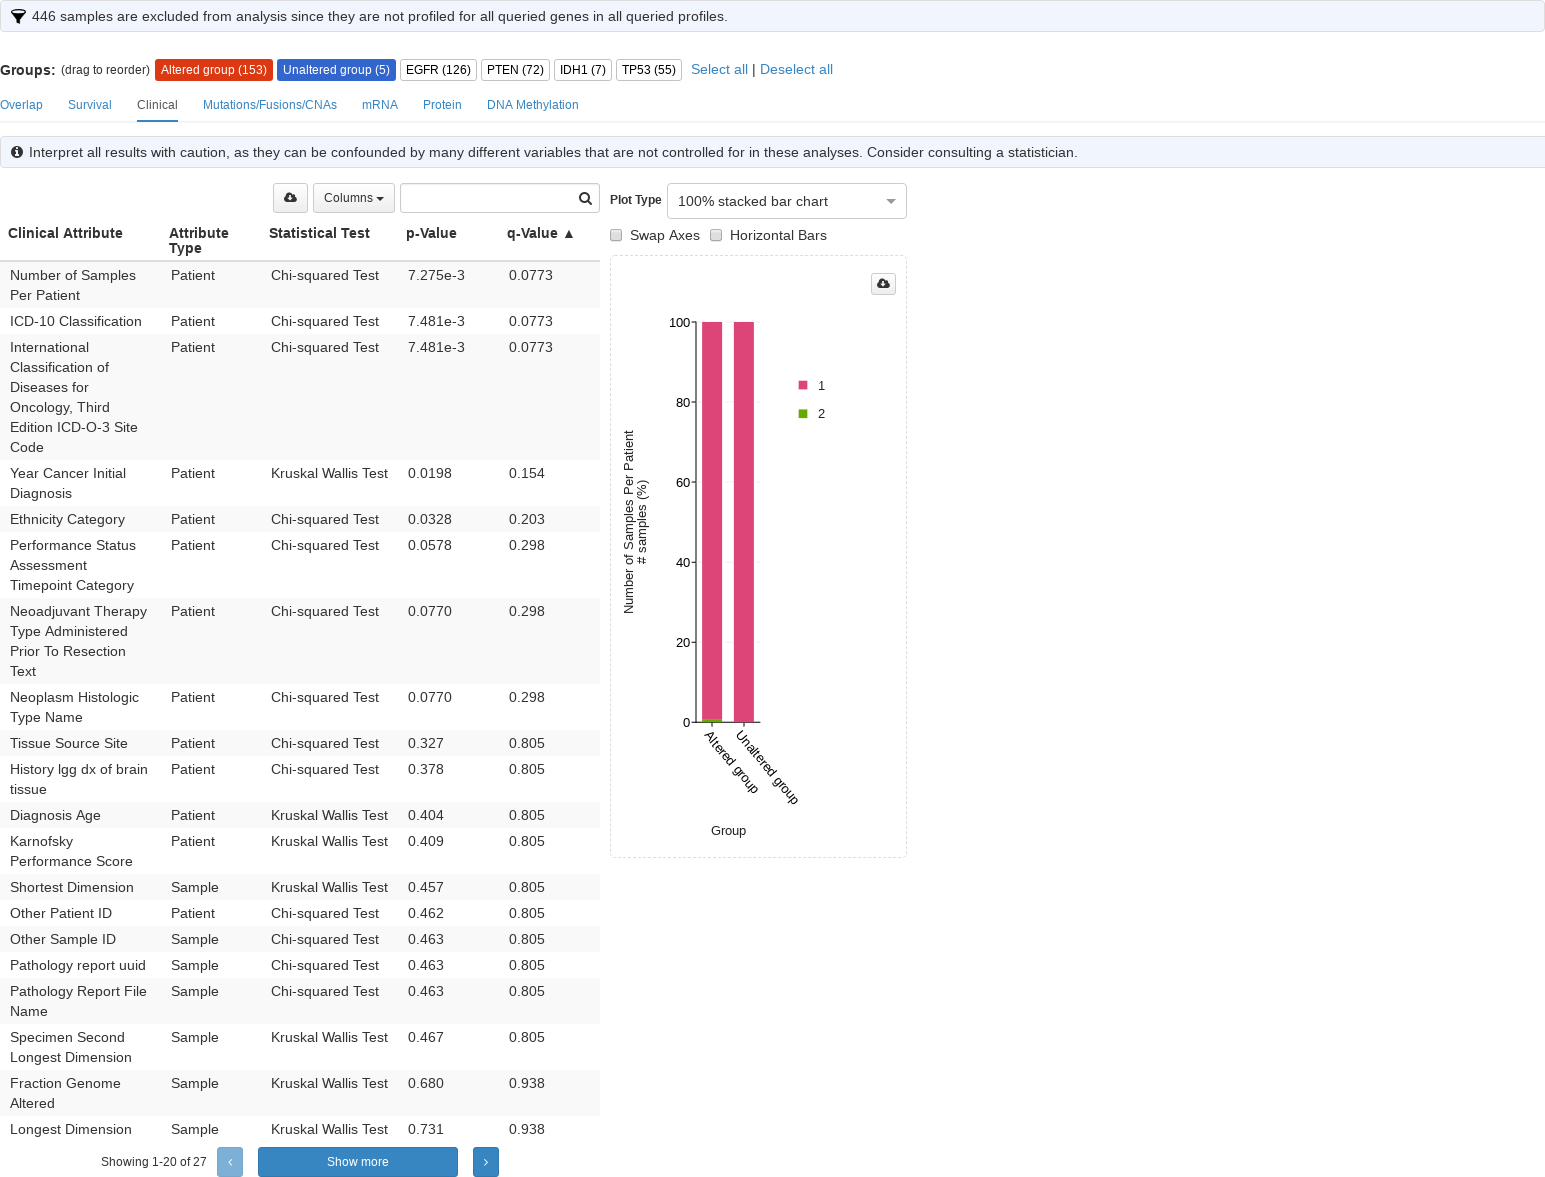 446 samples are excluded from analysis since they are not profiled for all queried genes in all queried profiles.
Groups: (drag to reorder) Altered group (153) Unaltered group (5) EGFR (126) PTEN (72) IDH1 (7) TP53 (55) Select all | Deselect all
Overlap Survival Clinical Mutations/Fusions/CNAs mRNA Protein DNA Methylation
Interpret all results with caution, as they can be confounded by many different variables that are not controlled for in these analyses. Consider consulting a statistician.
Columns
Clinical Attribute Attribute Type Statistical Test p-Value q-Value ▲
Number of Samples Per Patient Patient Chi-squared Test 7.275e-3 0.0773
ICD-10 Classification Patient Chi-squared Test 7.481e-3 0.0773
International Classification of Diseases for Oncology, Third Edition ICD-O-3 Site Code Patient Chi-squared Test 7.481e-3 0.0773
Year Cancer Initial Diagnosis Patient Kruskal Wallis Test 0.0198 0.154
Ethnicity Category Patient Chi-squared Test 0.0328 0.203
Performance Status Assessment Timepoint Category Patient Chi-squared Test 0.0578 0.298
Neoadjuvant Therapy Type Administered Prior To Resection Text Patient Chi-squared Test 0.0770 0.298
Neoplasm Histologic Type Name Patient Chi-squared Test 0.0770 0.298
Tissue Source Site Patient Chi-squared Test 0.327 0.805
History lgg dx of brain tissue Patient Chi-squared Test 0.378 0.805
Diagnosis Age Patient Kruskal Wallis Test 0.404 0.805
Karnofsky Performance Score Patient Kruskal Wallis Test 0.409 0.805
Shortest Dimension Sample Kruskal Wallis Test 0.457 0.805
Other Patient ID Patient Chi-squared Test 0.462 0.805
Other Sample ID Sample Chi-squared Test 0.463 0.805
Pathology report uuid Sample Chi-squared Test 0.463 0.805
Pathology Report File Name Sample Chi-squared Test 0.463 0.805
Specimen Second Longest Dimension Sample Kruskal Wallis Test 0.467 0.805
Fraction Genome Altered Sample Kruskal Wallis Test 0.680 0.938
Longest Dimension Sample Kruskal Wallis Test 0.731 0.938
Showing 1-20 of 27 ‹ Show more ›
Plot Type 100% stacked bar chart
Swap Axes Horizontal Bars
100
80
60
40
20
0
Number of Samples Per Patient
# samples (%)
1
2
Altered group
Unaltered group
Group